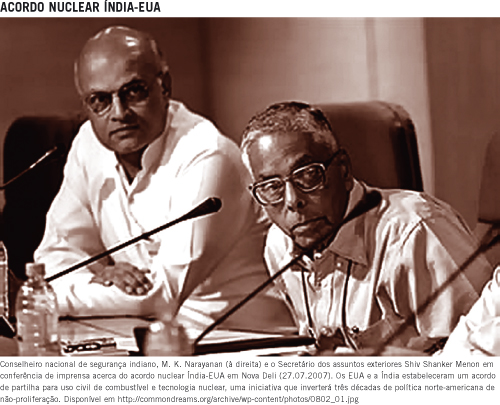 ACORDO NUCLEAR ÍNDIA-EUA
Conselheiro nacional de segurança indiano, M. K. Narayanan (à direita) e o Secretário dos assuntos exteriores Shiv Shanker Menon em
conferência de imprensa acerca do acordo nuclear Índia-EUA em Nova Deli (27.07.2007). Os EUA e a Índia estabeleceram um acordo
de partilha para uso civil de combustível e tecnologia nuclear, uma iniciativa que inverterá três décadas de política norte-americana de
não-proliferação. Disponível em http://commondreams.org/archive/wp-content/photos/0802_01.jpg